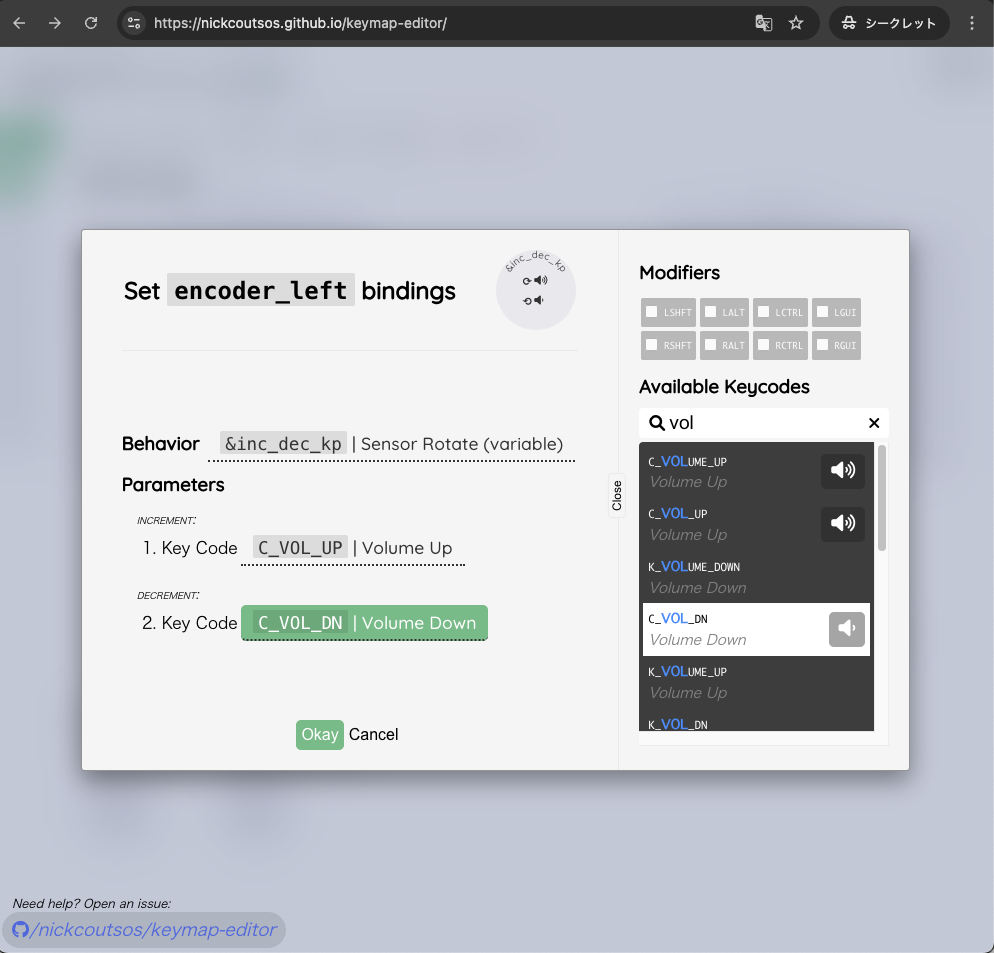 https://nickcoutsos.github.io/keymap-editor/
シークレット
Set encoder_left bindings
&inc_dec_kp
Behavior &inc_dec_kp | Sensor Rotate (variable)
Parameters
INCREMENT:
1. Key Code C_VOL_UP | Volume Up
DECREMENT:
2. Key Code C_VOL_DN | Volume Down
Okay Cancel
Close
Modifiers
LSHFT LALT LCTRL LGUI
RSHFT RALT RCTRL RGUI
Available Keycodes
vol
C_VOLUME_UP
Volume Up
C_VOL_UP
Volume Up
K_VOLUME_DOWN
Volume Down
C_VOL_DN
Volume Down
K_VOLUME_UP
Volume Up
K_VOL_DN
Need help? Open an issue:
/nickcoutsos/keymap-editor